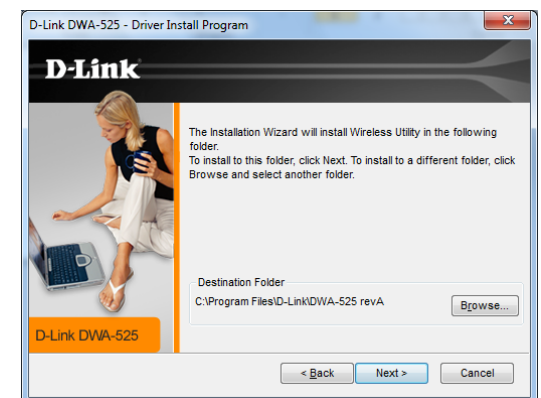 D-Link DWA-525 - Driver Install Program
D-Link
The Installation Wizard will install Wireless Utility in the following
folder.
To install to this folder, click Next. To install to a different folder, click
Browse and select another folder.
Destination Folder
C:\Program Files\D-Link\DWA-525 revA
Browse...
D-Link DWA-525
< Back
Next >
Cancel